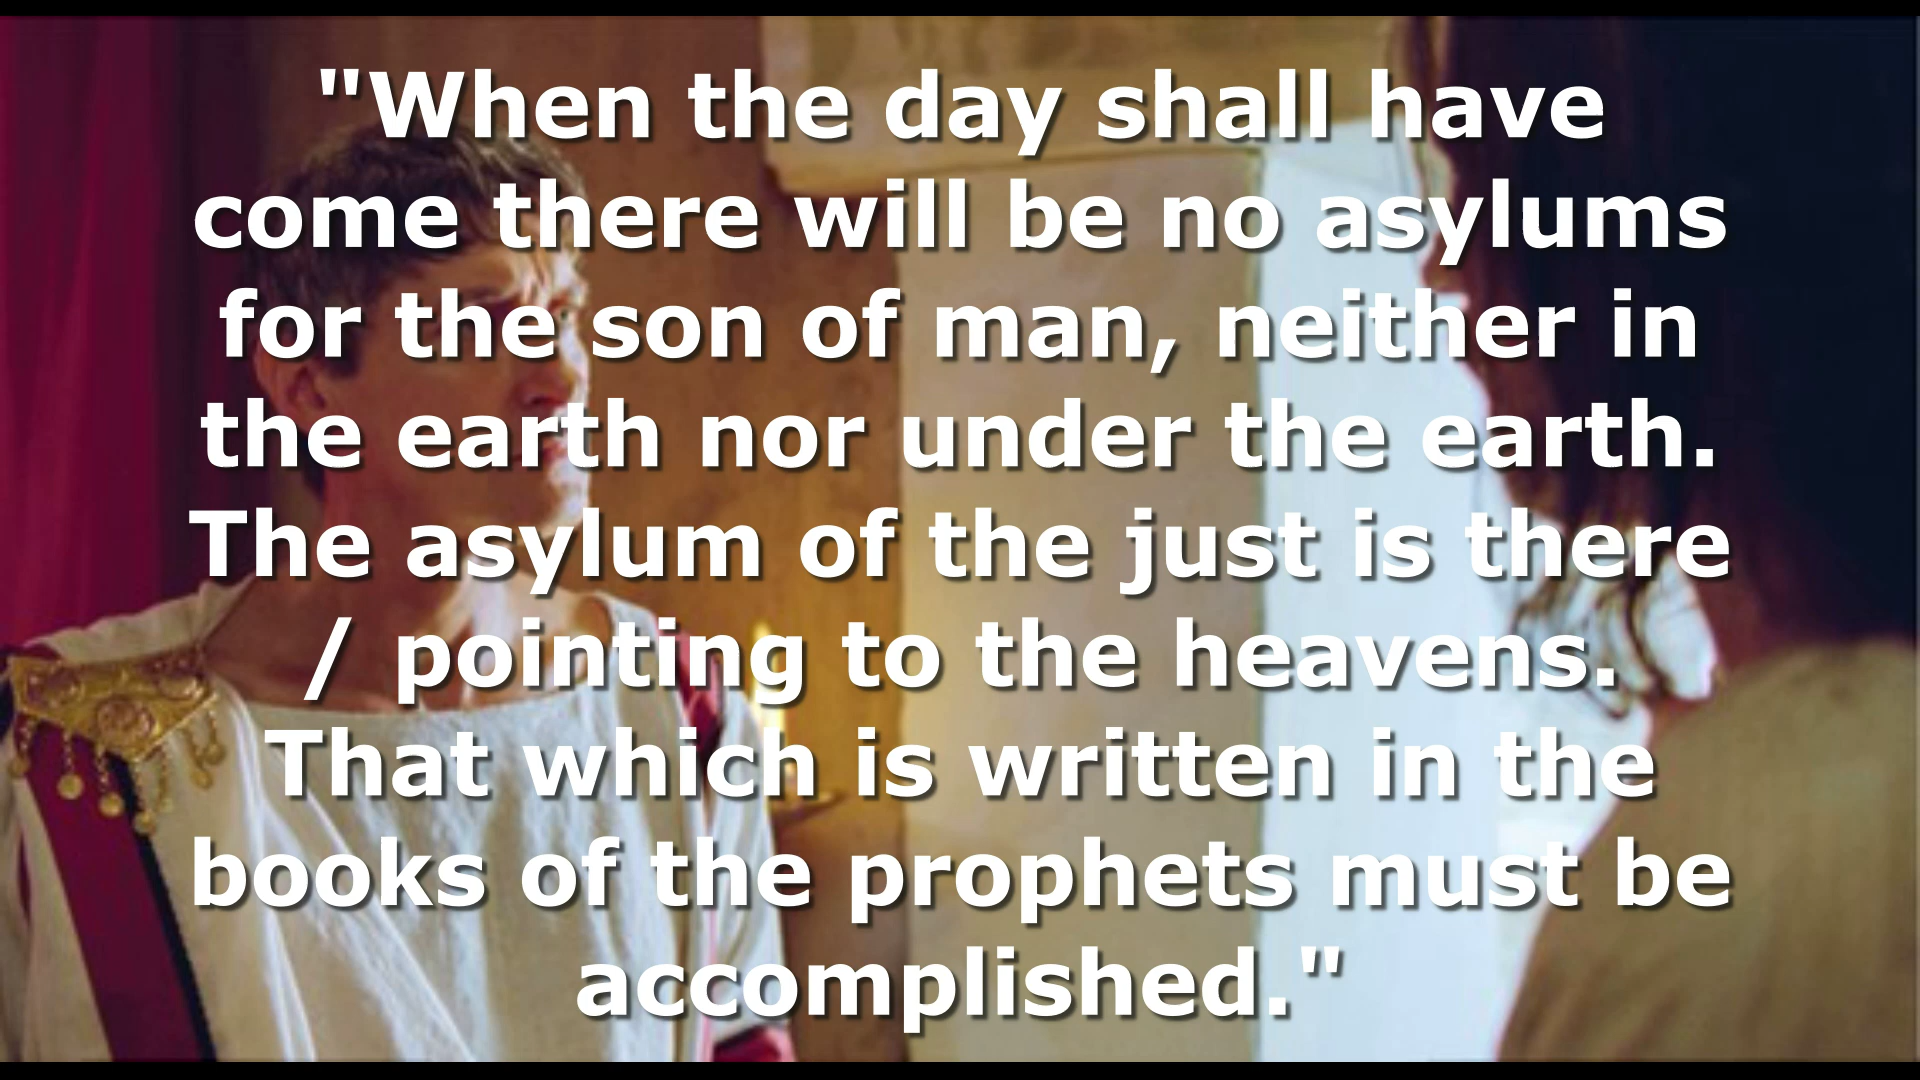 "When the day shall have
come there will be no asylums
for the son of man, neither in
the earth nor under the earth.
The asylum of the just is there
/ pointing to the heavens.
That which is written in the
books of the prophets must be
accomplished."